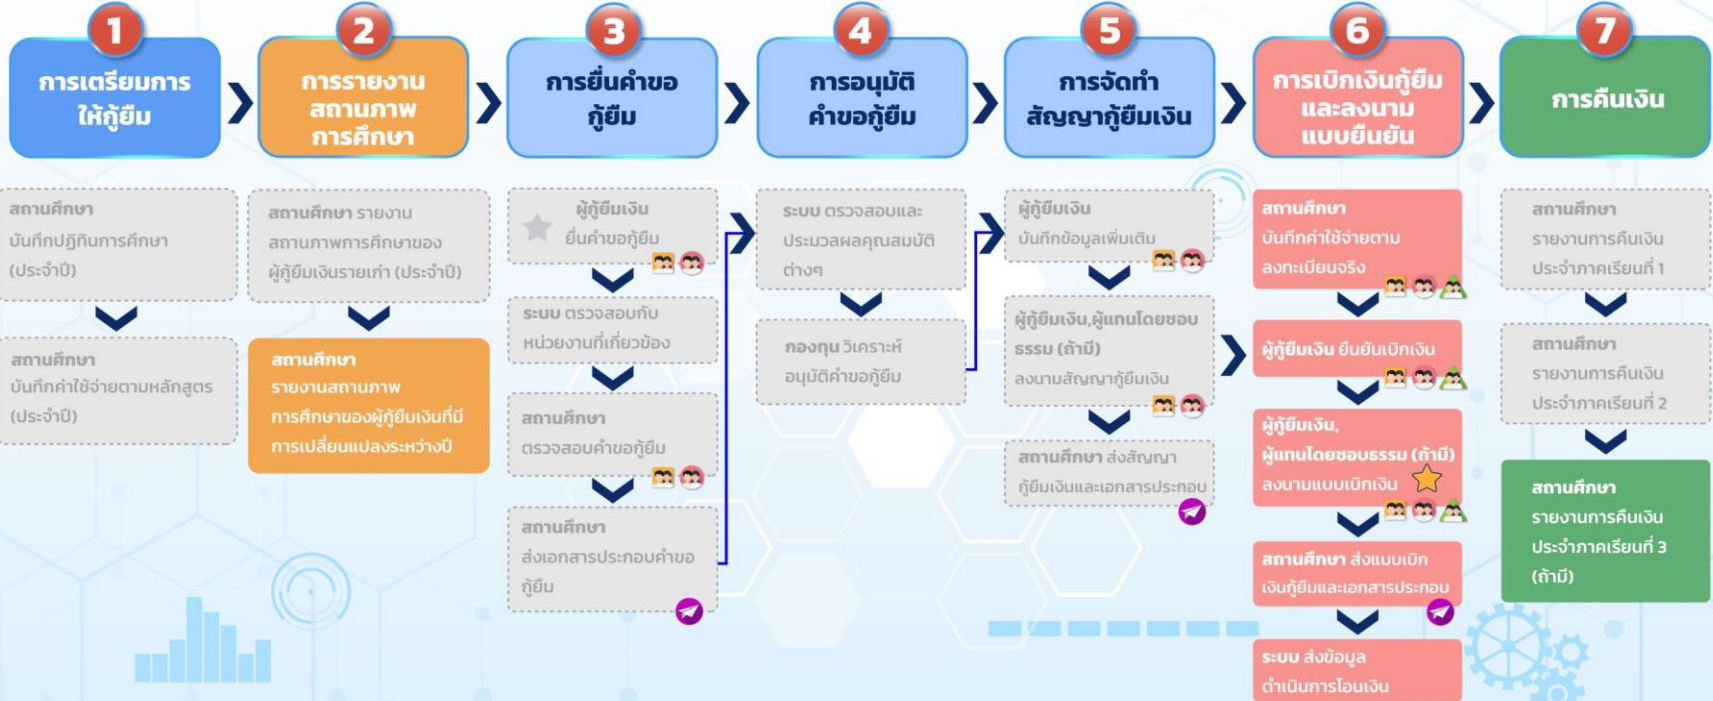 1
การเตรียมการ
ให้กู้ยืม
2
การรายงาน
สถานภาพ
การศึกษา
3
การยื่นคำขอ
กู้ยืม
4
การอนุมัติ
คำขอกู้ยืม
5
การจัดทำ
สัญญากู้ยืมเงิน
6
การเบิกเงินกู้ยืม
และลงนาม
แบบยืนยัน
7
การคืนเงิน
สถานศึกษา
บันทึกปฏิทินการศึกษา
(ประจำปี)
สถานศึกษา
บันทึกค่าใช้จ่ายตามหลักสูตร
(ประจำปี)
สถานศึกษา รายงาน
สถานภาพการศึกษาของ
ผู้กู้ยืมเงินรายเก่า (ประจำปี)
สถานศึกษา
รายงานสถานภาพ
การศึกษาของผู้กู้ยืมเงินที่มี
การเปลี่ยนแปลงระหว่างปี
ผู้กู้ยืมเงิน
ยื่นคำขอกู้ยืม
ระบบ ตรวจสอบกับ
หน่วยงานที่เกี่ยวข้อง
สถานศึกษา
ตรวจสอบคำขอกู้ยืม
สถานศึกษา
ส่งเอกสารประกอบคำขอ
กู้ยืม
ระบบ ตรวจสอบและ
ประมวลผลคุณสมบัติ
ต่างๆ
กองทุน วิเคราะห์
อนุมัติคำขอกู้ยืม
ผู้กู้ยืมเงิน
บันทึกข้อมูลเพิ่มเติม
ผู้กู้ยืมเงิน,ผู้แทนโดยชอบ
ธรรม (ถ้ามี)
ลงนามสัญญากู้ยืมเงิน
สถานศึกษา ส่งสัญญา
กู้ยืมเงินและเอกสารประกอบ
สถานศึกษา
บันทึกค่าใช้จ่ายตาม
ลงทะเบียนจริง
ผู้กู้ยืมเงิน ยืนยันเบิกเงิน
ผู้กู้ยืมเงิน,
ผู้แทนโดยชอบธรรม (ถ้ามี)
ลงนามแบบเบิกเงิน
สถานศึกษา ส่งแบบเบิก
เงินกู้ยืมและเอกสารประกอบ
ระบบ ส่งข้อมูล
ดำเนินการโอนเงิน
สถานศึกษา
รายงานการคืนเงิน
ประจำภาคเรียนที่ 1
สถานศึกษา
รายงานการคืนเงิน
ประจำภาคเรียนที่ 2
สถานศึกษา
รายงานการคืนเงิน
ประจำภาคเรียนที่ 3
(ถ้ามี)